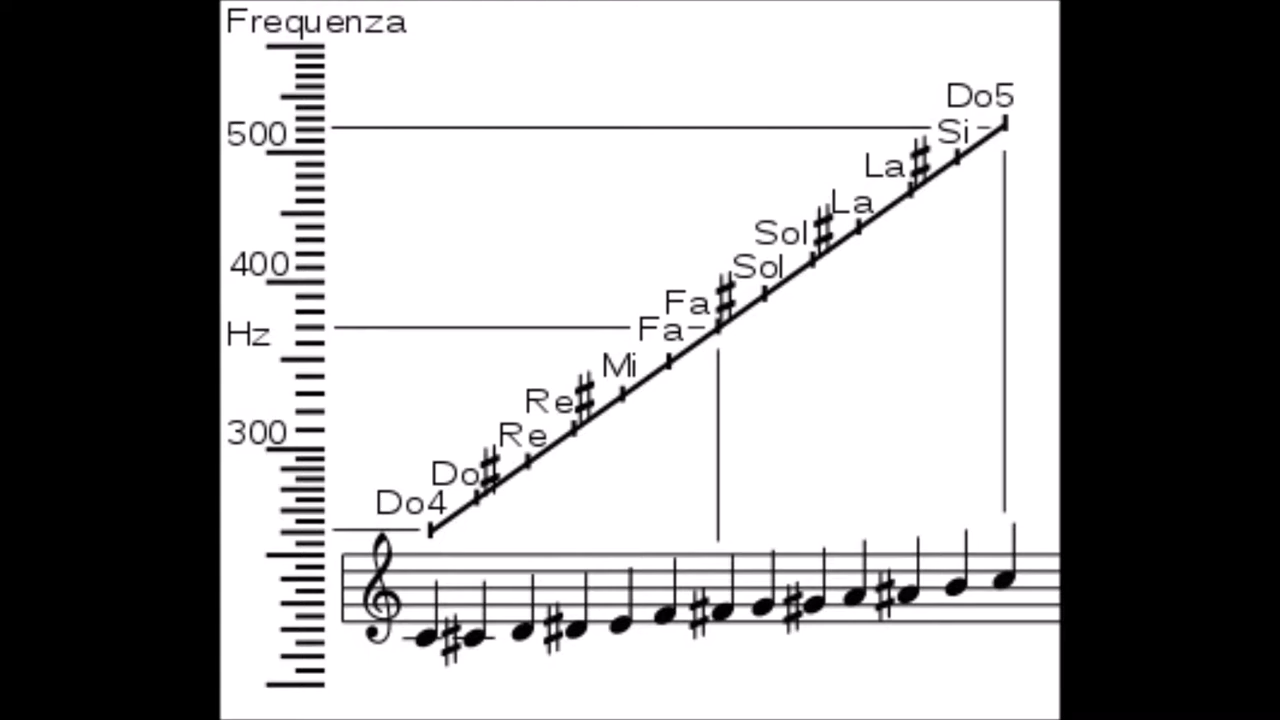 Frequenza
Do5
500
Si
La♯
La
Sol♯
400
Sol
Fa♯
Hz
Fa
Mi
Re♯
300
Re
Do♯
Do4